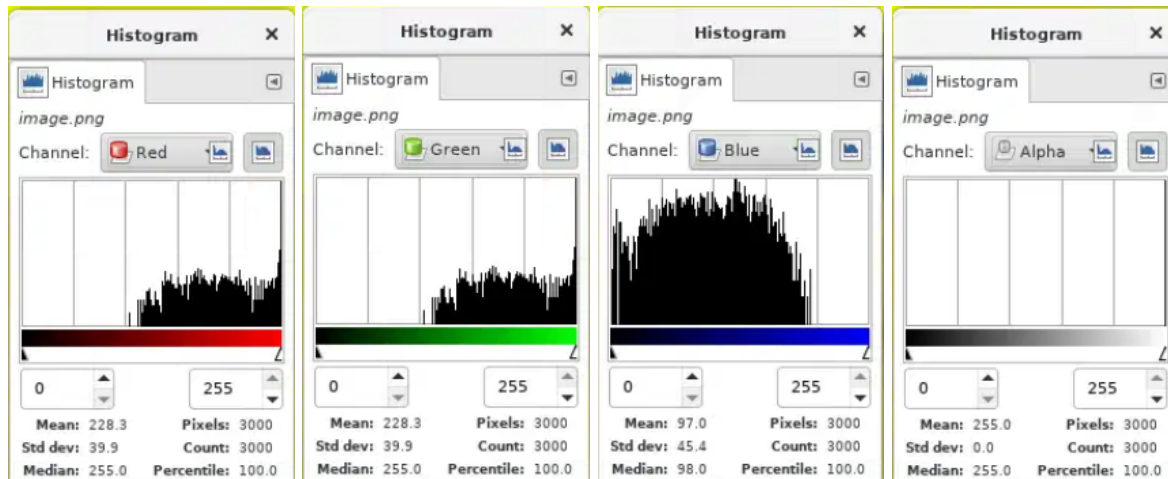 Histogram ×
Histogram
image.png
Channel: Red
0 255
Mean: 228.3 Pixels: 3000
Std dev: 39.9 Count: 3000
Median: 255.0 Percentile: 100.0
Histogram ×
Histogram
image.png
Channel: Green
0 255
Mean: 228.3 Pixels: 3000
Std dev: 39.9 Count: 3000
Median: 255.0 Percentile: 100.0
Histogram ×
Histogram
image.png
Channel: Blue
0 255
Mean: 97.0 Pixels: 3000
Std dev: 45.4 Count: 3000
Median: 98.0 Percentile: 100.0
Histogram ×
Histogram
image.png
Channel: Alpha
0 255
Mean: 255.0 Pixels: 3000
Std dev: 0.0 Count: 3000
Median: 255.0 Percentile: 100.0